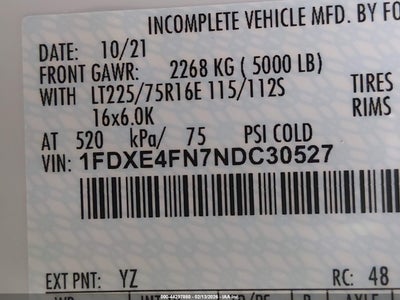 INCOMPLETE VEHICLE MFD. BY FO
DATE: 10/21
FRONT GAWR: 2268 KG ( 5000 LB)
WITH LT225/75R16E 115/112S TIRES
16x6.0K RIMS
AT 520 kPa/ 75 PSI COLD
VIN: 1FDXE4FN7NDC30527
EXT PNT: YZ RC: 48